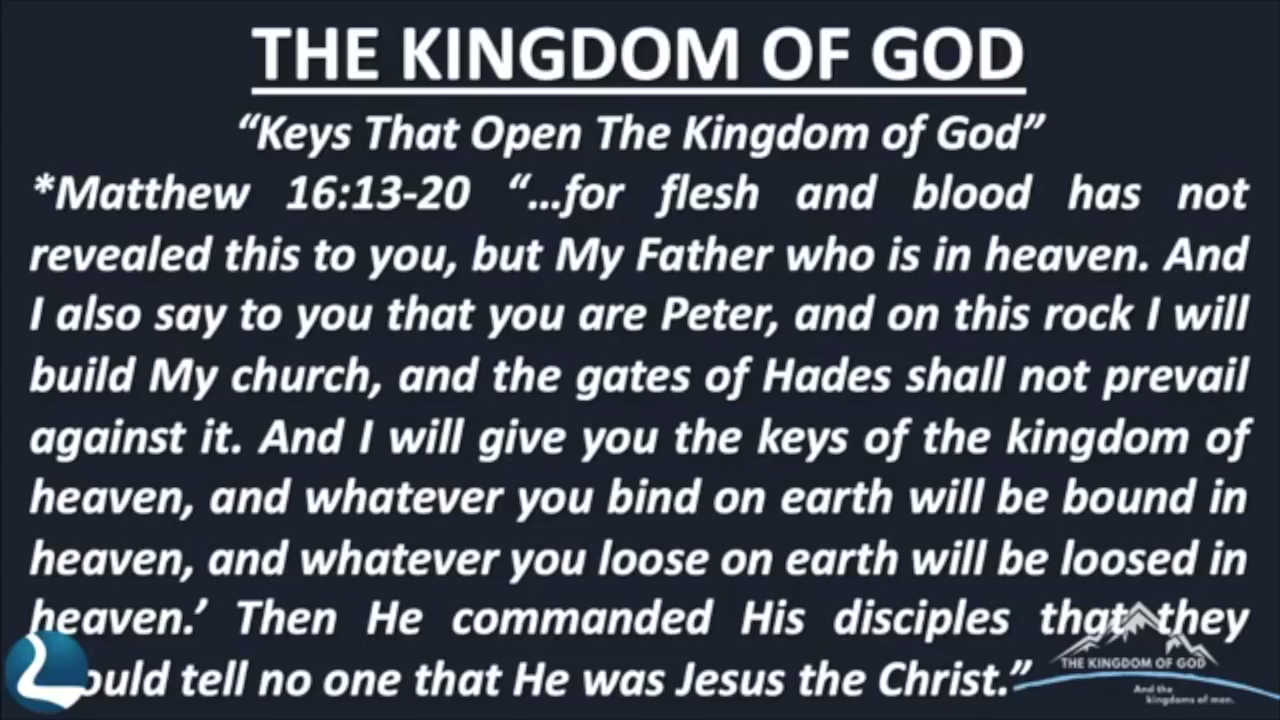 THE KINGDOM OF GOD
“Keys That Open The Kingdom of God”
*Matthew 16:13-20 “...for flesh and blood has not
revealed this to you, but My Father who is in heaven. And
I also say to you that you are Peter, and on this rock I will
build My church, and the gates of Hades shall not prevail
against it. And I will give you the keys of the kingdom of
heaven, and whatever you bind on earth will be bound in
heaven, and whatever you loose on earth will be loosed in
heaven.’ Then He commanded His disciples that they
ould tell no one that He was Jesus the Christ.”
THE KINGDOM OF GOD
And the
kingdoms of men.